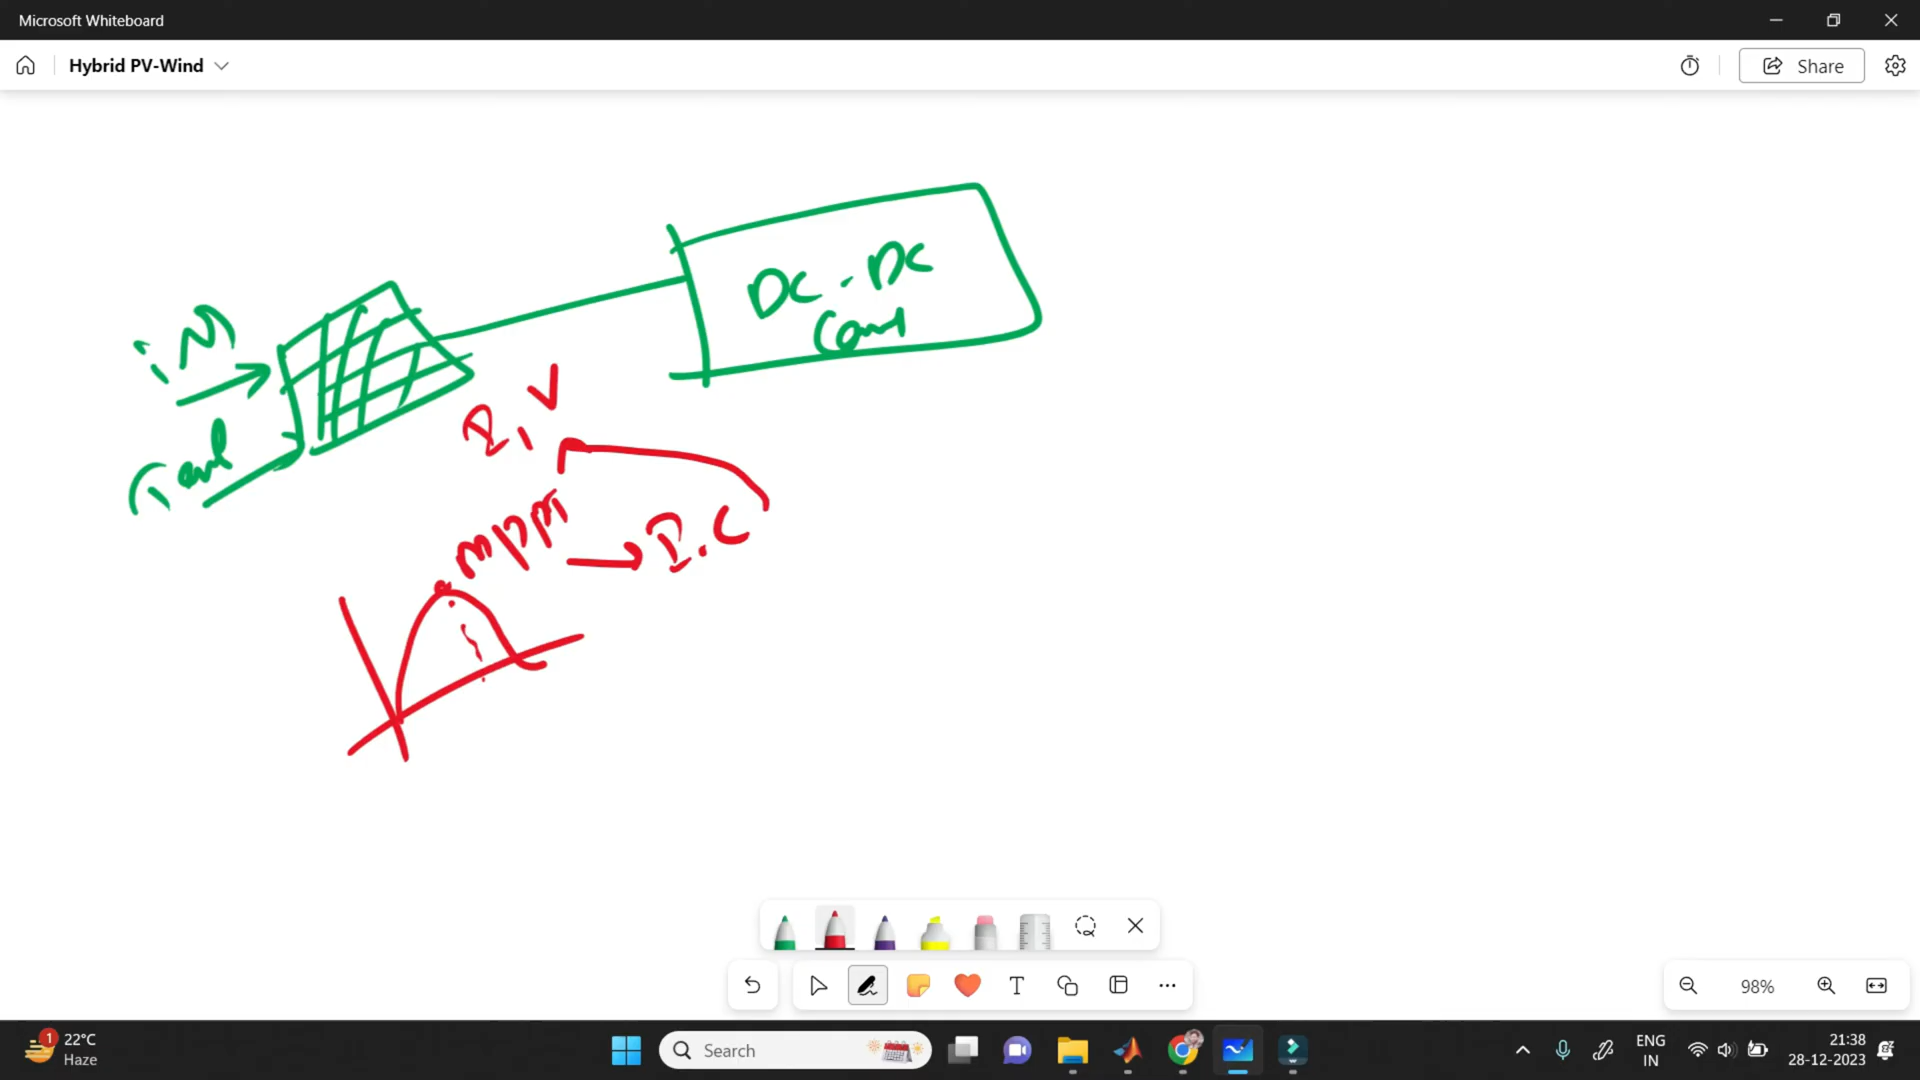 Microsoft Whiteboard
Hybrid PV-Wind
Share
DC-DC
Conv
I, V
MPPT
I.C
98%
1
22°C
Haze
Search
ENG
IN
21:38
28-12-2023